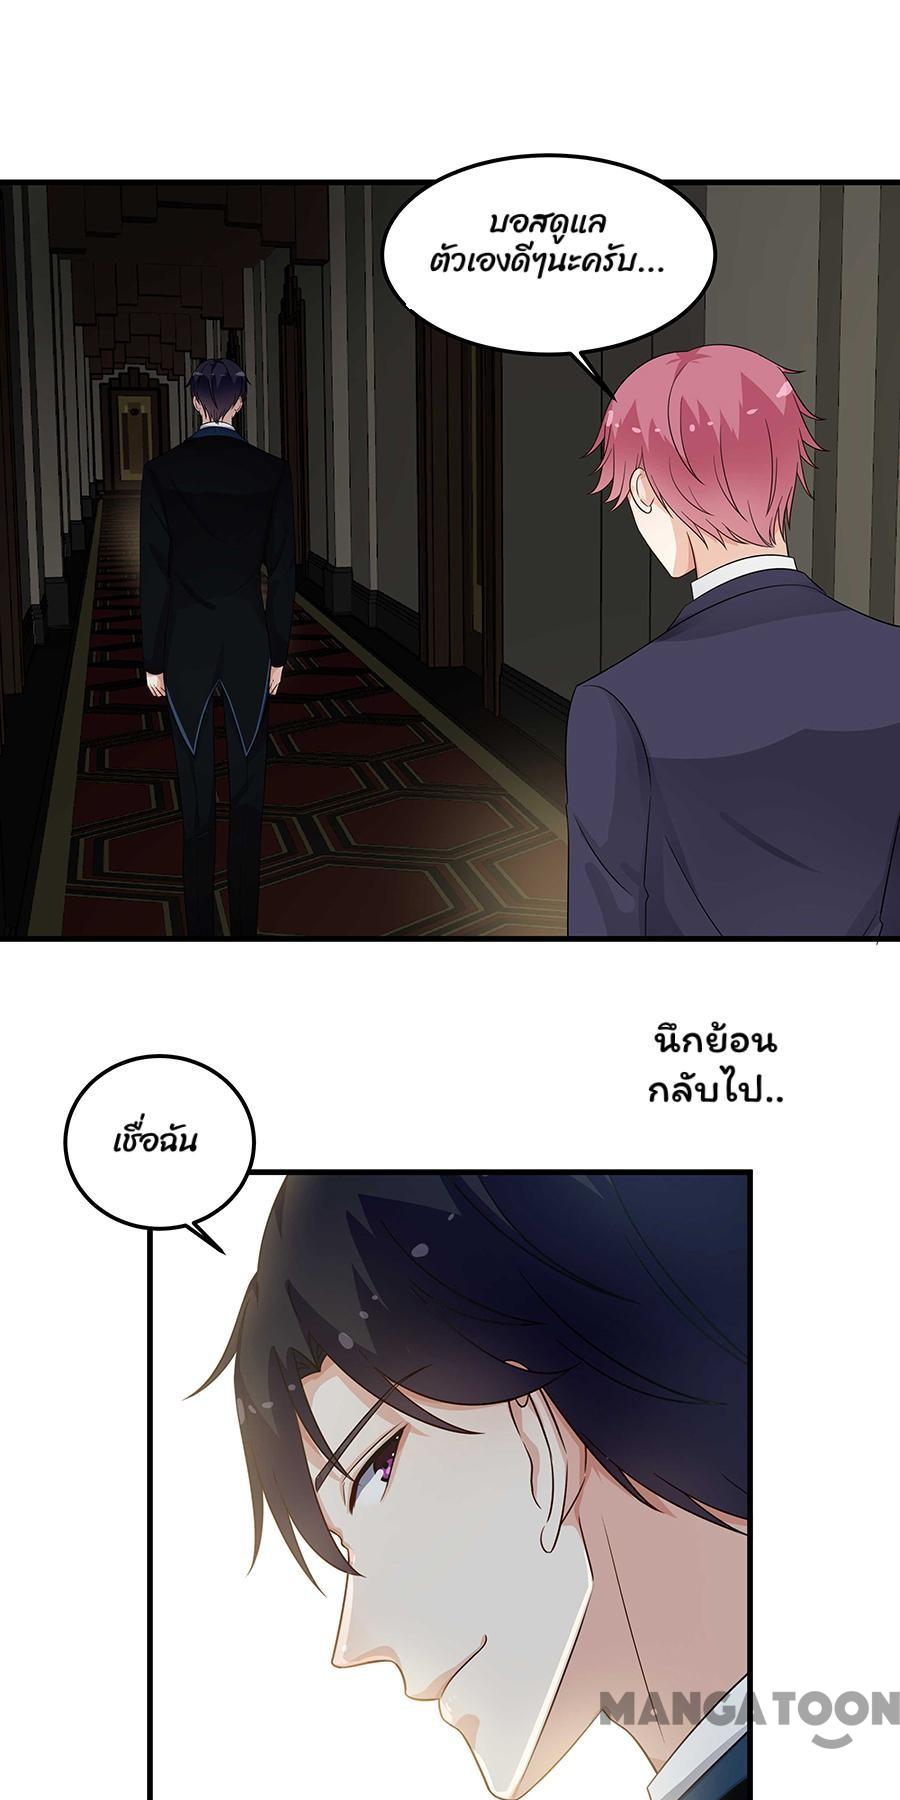 บอสดูแล
ตัวเองดีๆนะครับ...
นึกย้อน
กลับไป..
เชื่อฉัน
MANGATOON